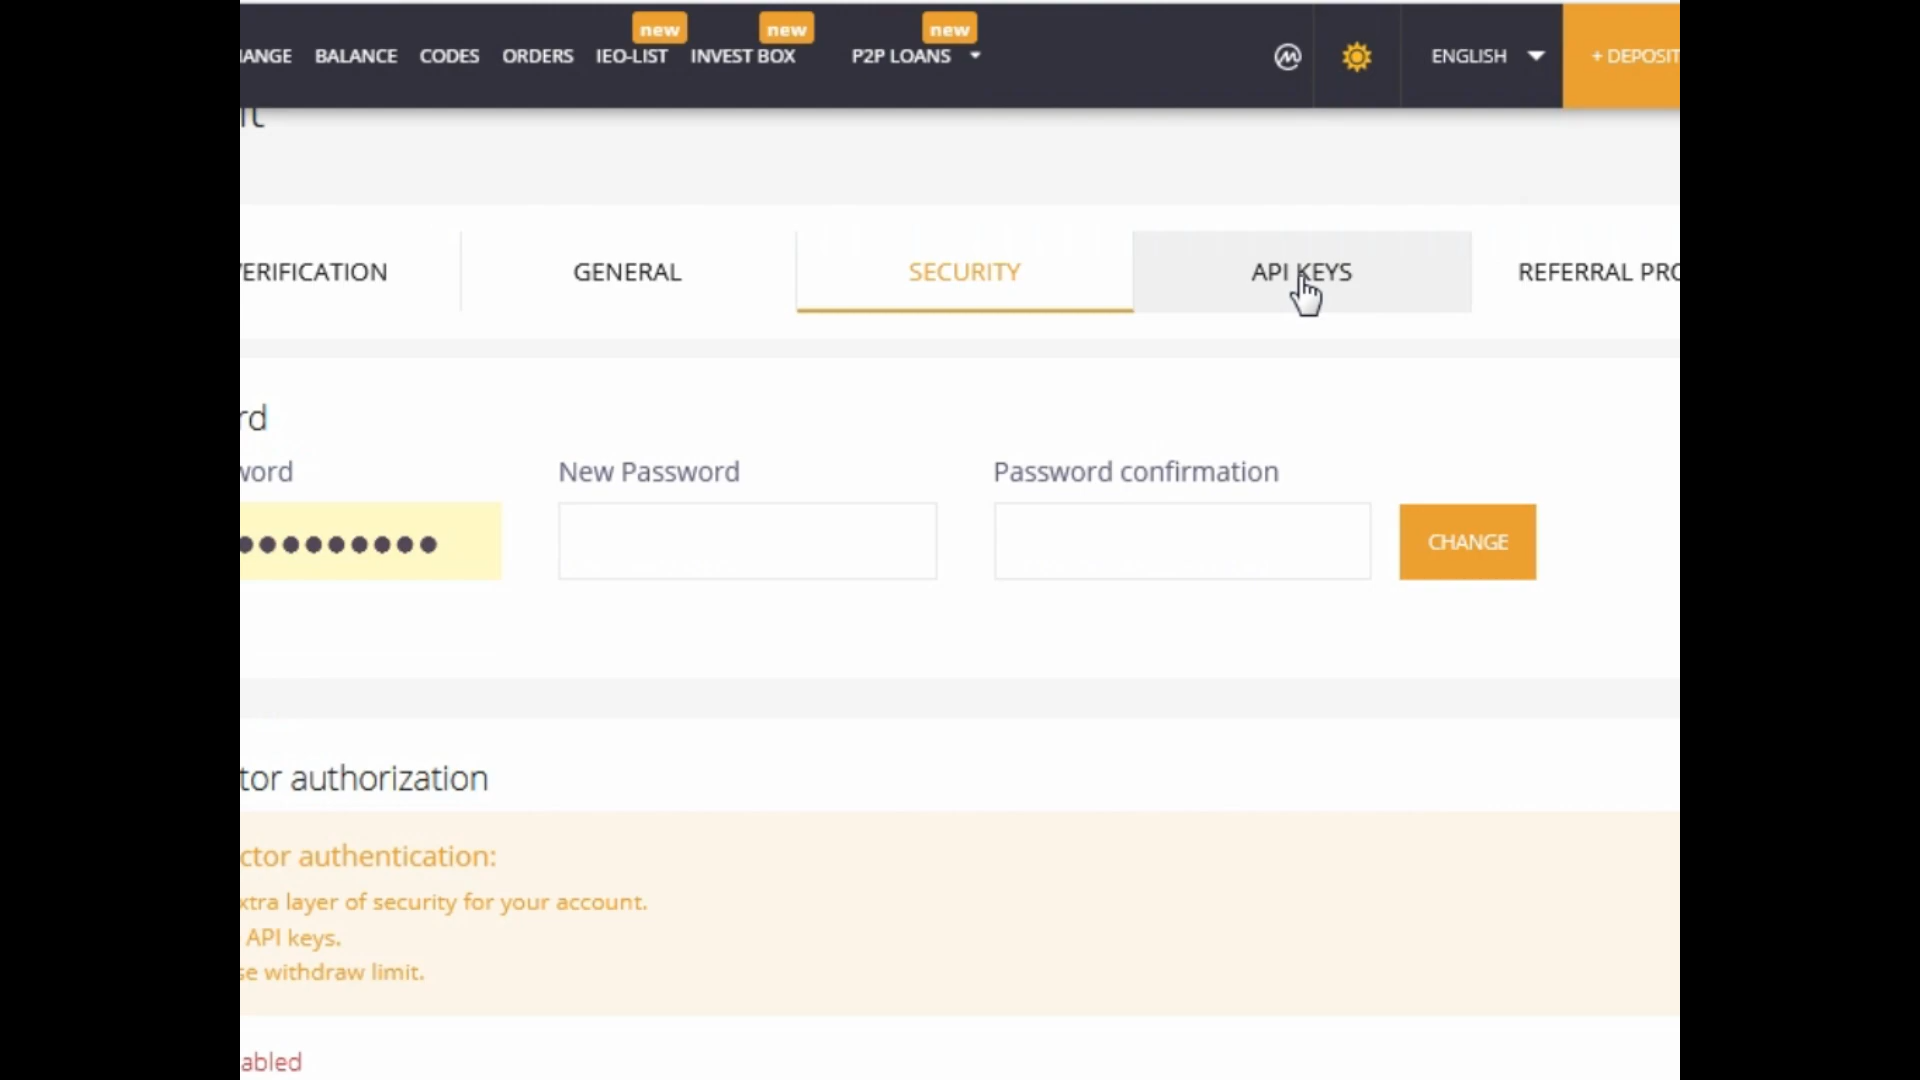 new new new
ANGE BALANCE CODES ORDERS IEO-LIST INVEST BOX P2P LOANS ENGLISH + DEPOSIT
ERIFICATION GENERAL SECURITY API KEYS REFERRAL PRO
rd
word New Password Password confirmation
CHANGE
tor authorization
ctor authentication:
xtra layer of security for your account.
API keys.
se withdraw limit.
abled